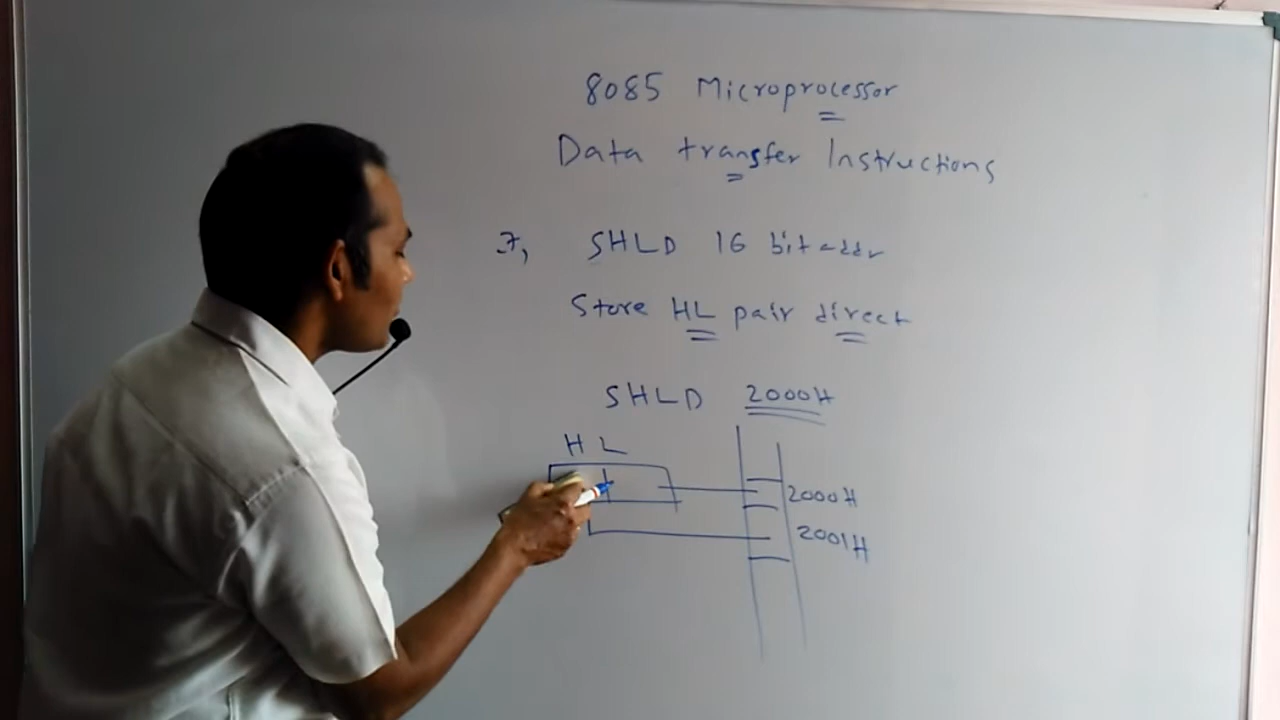 8085 Microprocessor
Data transfer Instructions
7, SHLD 16 bit addr
Store HL pair direct
SHLD 2000H
H L
2000H
2001H